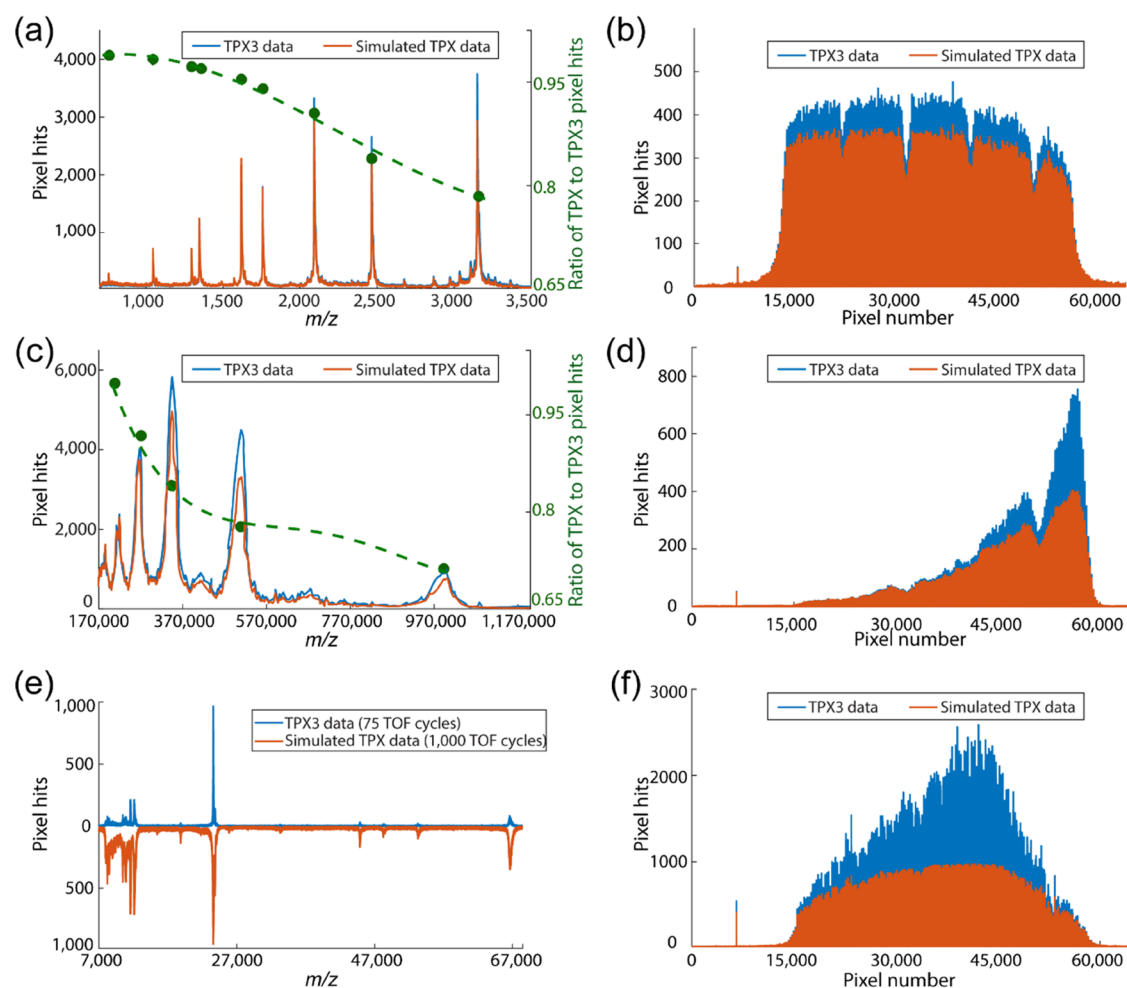 (a)
TPX3 data
Simulated TPX data
4,000
3,000
2,000
1,000
Pixel hits
0.95
0.8
0.65
Ratio of TPX to TPX3 pixel hits
1,000
1,500
2,000
2,500
3,000
3,500
m/z
(b)
TPX3 data
Simulated TPX data
500
400
300
200
100
0
Pixel hits
0
15,000
30,000
45,000
60,000
Pixel number
(c)
TPX3 data
Simulated TPX data
6,000
4,000
2,000
0
Pixel hits
0.95
0.8
0.65
Ratio of TPX to TPX3 pixel hits
170,000
370,000
570,000
770,000
970,000
1,170,000
m/z
(d)
TPX3 data
Simulated TPX data
800
600
400
200
0
Pixel hits
0
15,000
30,000
45,000
60,000
Pixel number
(e)
TPX3 data (75 TOF cycles)
Simulated TPX data (1,000 TOF cycles)
1,000
500
0
500
1,000
Pixel hits
7,000
27,000
47,000
67,000
m/z
(f)
TPX3 data
Simulated TPX data
3000
2000
1000
0
Pixel hits
0
15,000
30,000
45,000
60,000
Pixel number